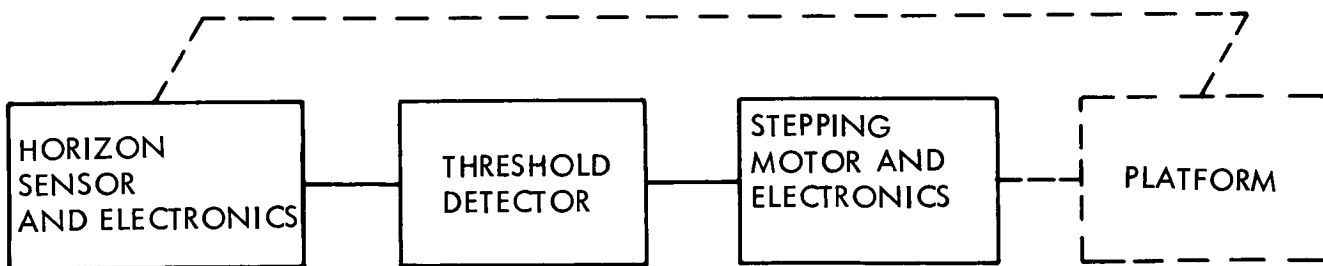 HORIZON
SENSOR
AND ELECTRONICS
THRESHOLD
DETECTOR
STEPPING
MOTOR AND
ELECTRONICS
PLATFORM